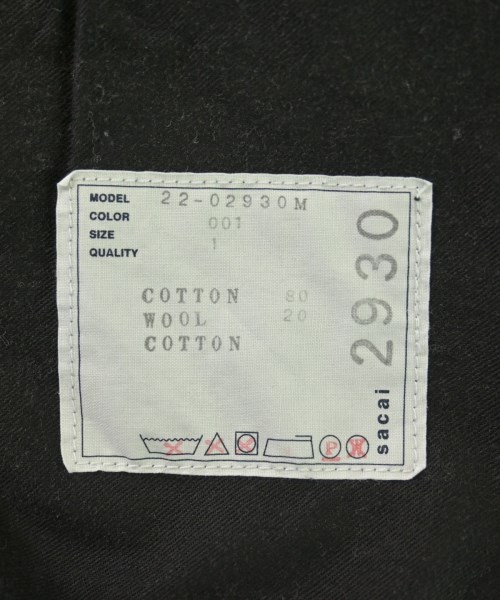 MODEL 22-02930M
COLOR 001
SIZE 1
QUALITY
COTTON 80
WOOL 20
COTTON
P W
sacai 2930